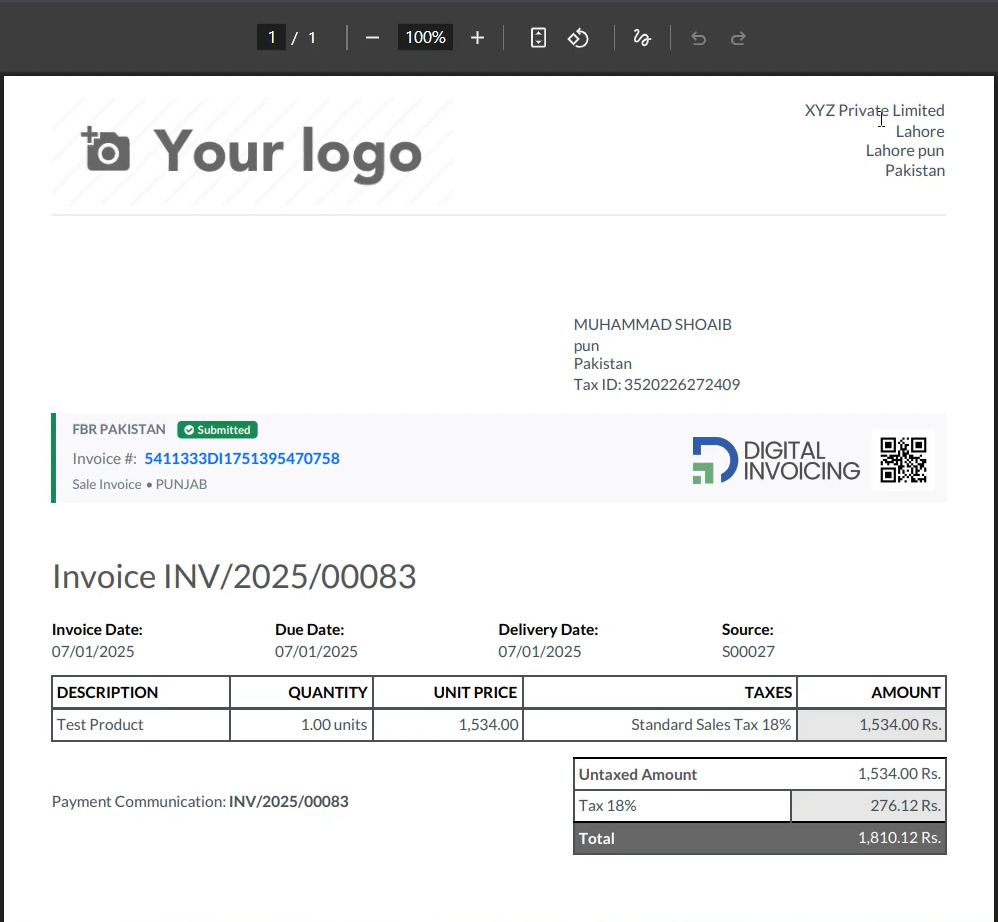 1 / 1 − 100% +
Your logo
XYZ Private Limited
Lahore
Lahore pun
Pakistan
MUHAMMAD SHOAIB
pun
Pakistan
Tax ID: 3520226272409
FBR PAKISTAN Submitted
Invoice #: 5411333DI1751395470758
Sale Invoice • PUNJAB
DIGITAL
INVOICING
Invoice INV/2025/00083
Invoice Date: Due Date: Delivery Date: Source:
07/01/2025 07/01/2025 07/01/2025 S00027
DESCRIPTION QUANTITY UNIT PRICE TAXES AMOUNT
Test Product 1.00 units 1,534.00 Standard Sales Tax 18% 1,534.00 Rs.
Untaxed Amount 1,534.00 Rs.
Payment Communication: INV/2025/00083
Tax 18% 276.12 Rs.
Total 1,810.12 Rs.